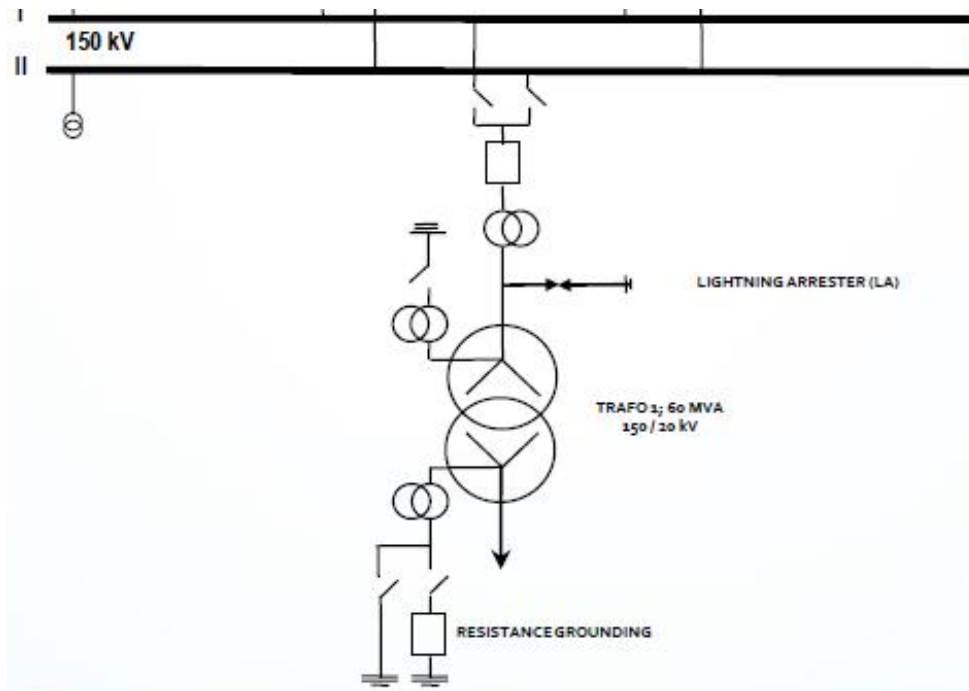 I
150 kV
II
LIGHTNING ARRESTER (LA)
TRAFO 1; 60 MVA
150 / 20 kV
RESISTANCE GROUNDING